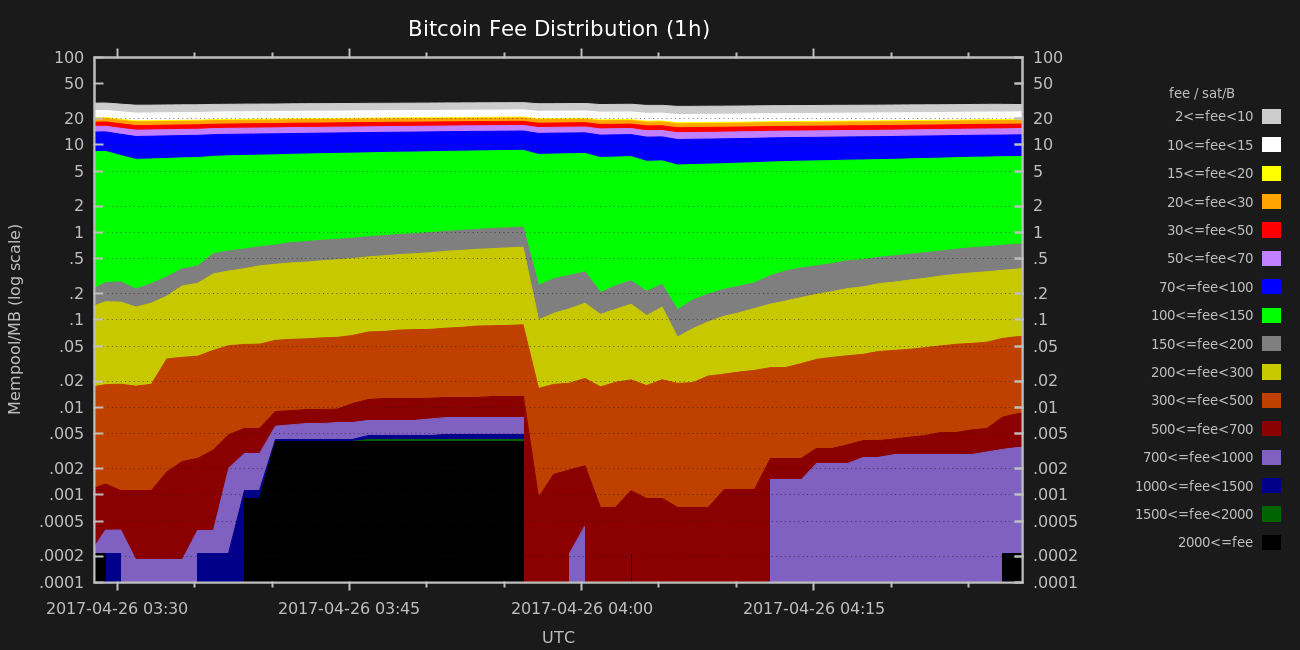 Bitcoin Fee Distribution (1h)
100
50
20
10
5
2
1
.5
.2
.1
.05
.02
.01
.005
.002
.001
.0005
.0002
.0001
Mempool/MB (log scale)
100
50
20
10
5
2
1
.5
.2
.1
.05
.02
.01
.005
.002
.001
.0005
.0002
.0001
fee / sat/B
2<=fee<10
10<=fee<15
15<=fee<20
20<=fee<30
30<=fee<50
50<=fee<70
70<=fee<100
100<=fee<150
150<=fee<200
200<=fee<300
300<=fee<500
500<=fee<700
700<=fee<1000
1000<=fee<1500
1500<=fee<2000
2000<=fee
2017-04-26 03:30
2017-04-26 03:45
2017-04-26 04:00
2017-04-26 04:15
UTC